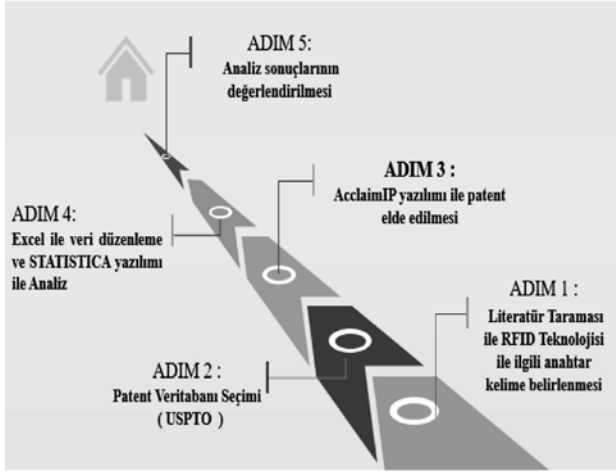 ADIM 5:
Analiz sonuçlarının
değerlendirilmesi
ADIM 3 :
AcclaimIP yazılımı ile patent
elde edilmesi
ADIM 4:
Excel ile veri düzenleme
ve STATISTICA yazılımı
ile Analiz
ADIM 1 :
Literatür Taraması
ile RFID Teknolojisi
ile ilgili anahtar
kelime belirlenmesi
ADIM 2 :
Patent Veritabanı Seçimi
( USPTO )